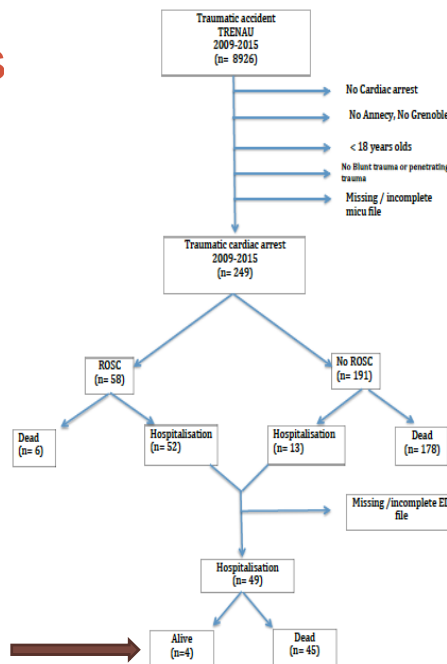 s
Traumatic accident
TRENAU
2009-2015
(n= 8926)
No Cardiac arrest
No Annecy, No Grenoble
< 18 years olds
No Blunt trauma or penetrating
trauma
Missing / incomplete
micu file
Traumatic cardiac arrest
2009-2015
(n= 249)
ROSC
(n= 58)
No ROSC
(n= 191)
Dead
(n= 6)
Hospitalisation
(n= 52)
Hospitalisation
(n= 13)
Dead
(n= 178)
Missing /incomplete ED
file
Hospitalisation
(n= 49)
Alive
(n=4)
Dead
(n= 45)